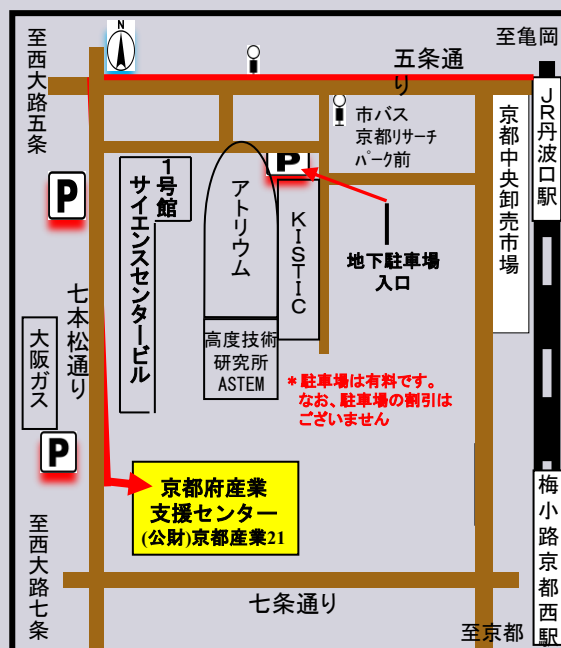 至西大路五条
N
五条通
り
至亀岡
JR丹波口駅
京都中央卸売市場
市バス
京都リサーチ
パーク前
P
P
1号館
サイエンスセンタービル
アトリウム
KISTIC
地下駐車場
入口
七本松通り
大阪ガス
高度技術
研究所
ASTEM
*駐車場は有料です。
なお、駐車場の割引は
ございません
P
京都府産業
支援センター
(公財)京都産業21
梅小路京都西駅
至西大路七条
七条通り
至京都